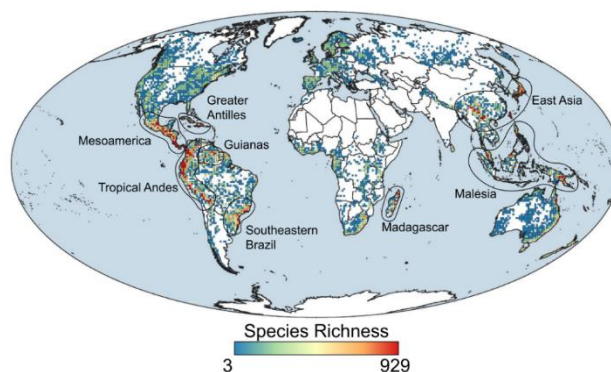 Greater
Antilles
East Asia
Mesoamerica
Guianas
Tropical Andes
Malesia
Southeastern
Brazil
Madagascar
Species Richness
3
929